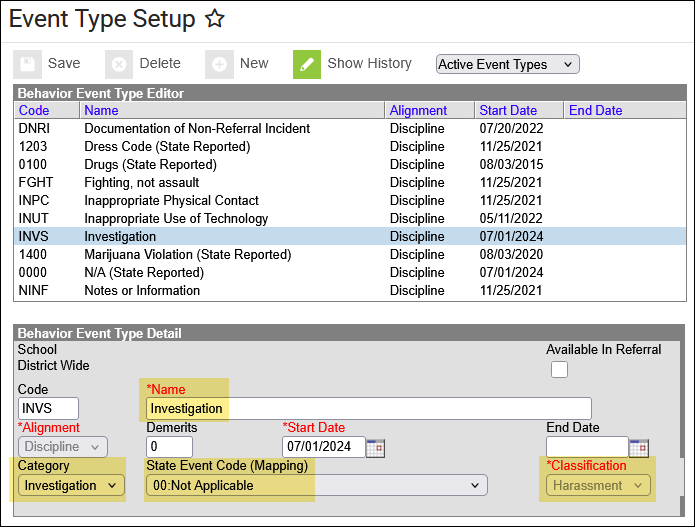 Event Type Setup
Save Delete New Show History Active Event Types
Behavior Event Type Editor
Code Name Alignment Start Date End Date
DNRI Documentation of Non-Referral Incident Discipline 07/20/2022
1203 Dress Code (State Reported) Discipline 11/25/2021
0100 Drugs (State Reported) Discipline 08/03/2015
FGHT Fighting, not assault Discipline 11/25/2021
INPC Inappropriate Physical Contact Discipline 11/25/2021
INUT Inappropriate Use of Technology Discipline 05/11/2022
INVS Investigation Discipline 07/01/2024
1400 Marijuana Violation (State Reported) Discipline 08/03/2020
0000 N/A (State Reported) Discipline 07/01/2024
NINF Notes or Information Discipline 11/25/2021
Behavior Event Type Detail
School Available In Referral
District Wide
Code *Name
INVS Investigation
*Alignment Demerits *Start Date End Date
Discipline 0 07/01/2024
Category State Event Code (Mapping) *Classification
Investigation 00:Not Applicable Harassment